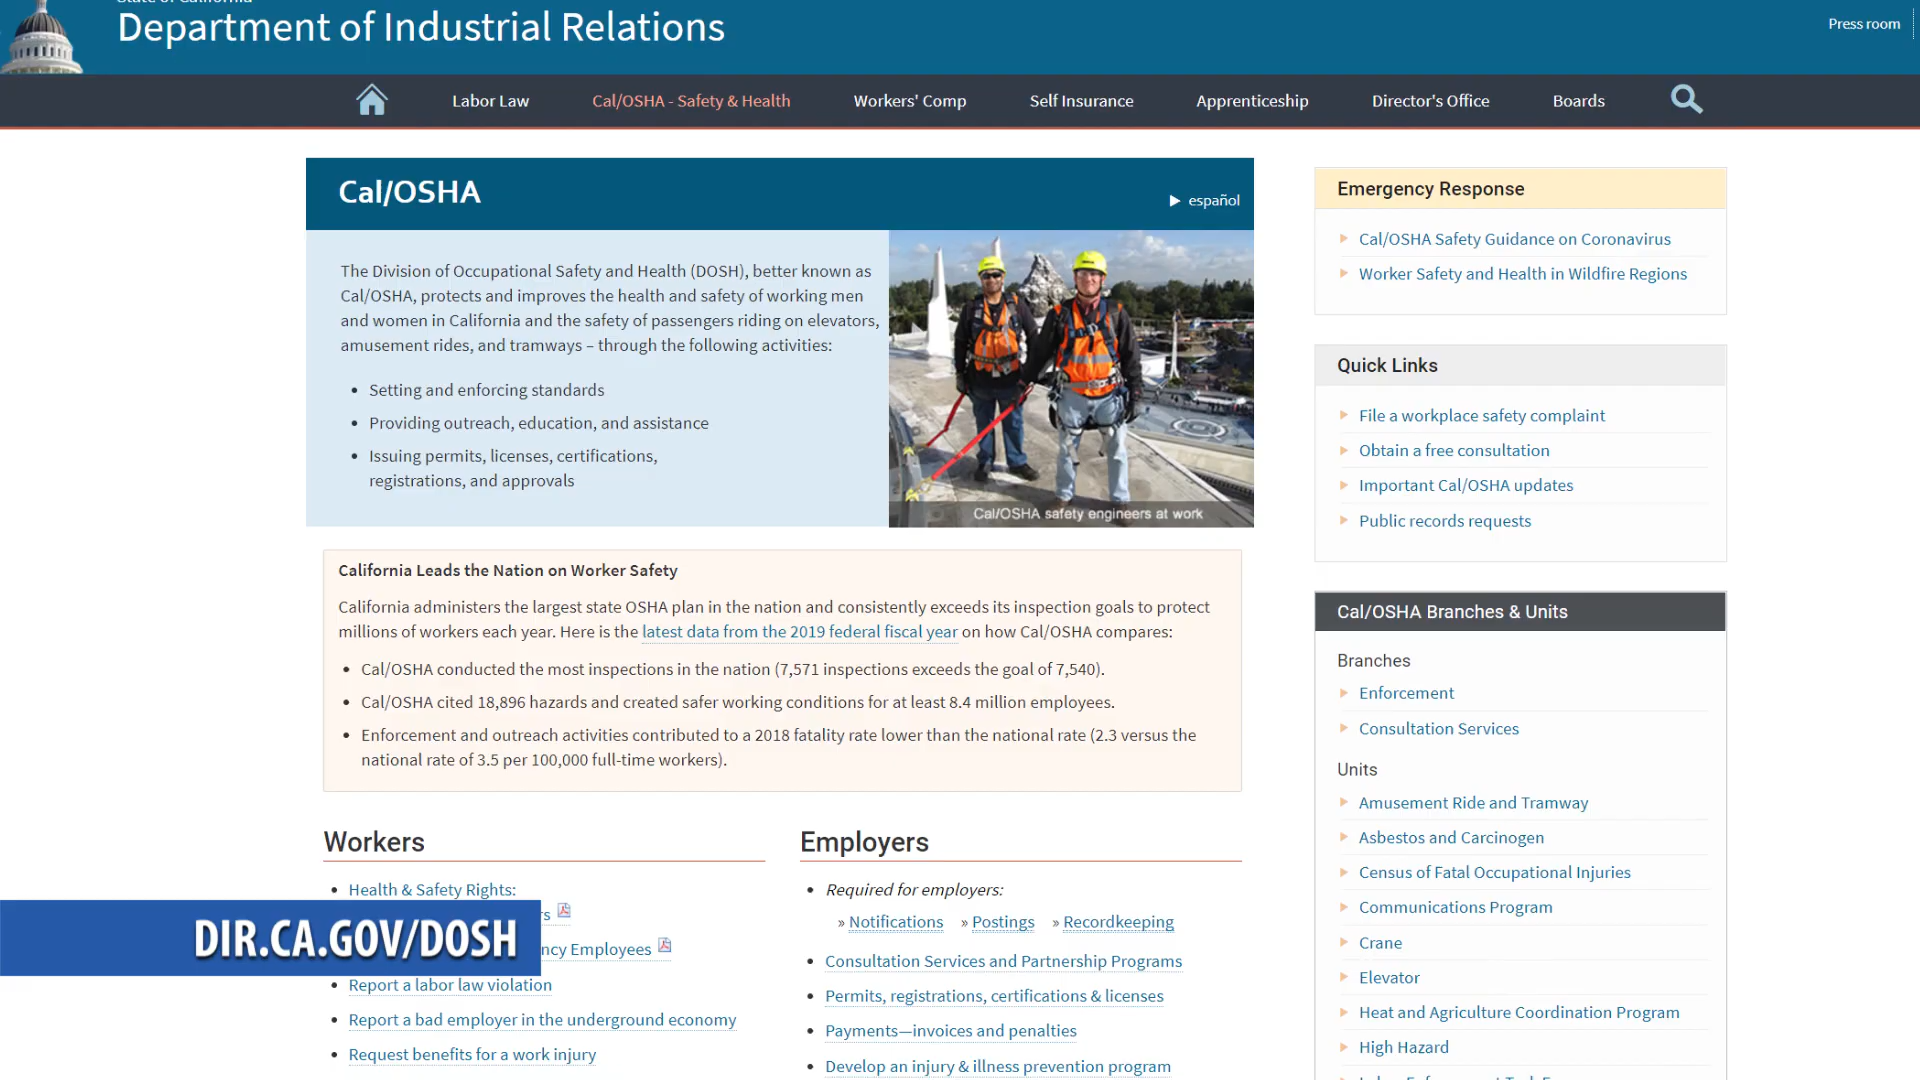 Department of Industrial Relations
Press room
Labor Law
Cal/OSHA - Safety & Health
Workers' Comp
Self Insurance
Apprenticeship
Director's Office
Boards
Cal/OSHA
español
The Division of Occupational Safety and Health (DOSH), better known as
Cal/OSHA, protects and improves the health and safety of working men
and women in California and the safety of passengers riding on elevators,
amusement rides, and tramways – through the following activities:
• Setting and enforcing standards
• Providing outreach, education, and assistance
• Issuing permits, licenses, certifications,
registrations, and approvals
Cal/OSHA safety engineers at work
California Leads the Nation on Worker Safety
California administers the largest state OSHA plan in the nation and consistently exceeds its inspection goals to protect
millions of workers each year. Here is the latest data from the 2019 federal fiscal year on how Cal/OSHA compares:
• Cal/OSHA conducted the most inspections in the nation (7,571 inspections exceeds the goal of 7,540).
• Cal/OSHA cited 18,896 hazards and created safer working conditions for at least 8.4 million employees.
• Enforcement and outreach activities contributed to a 2018 fatality rate lower than the national rate (2.3 versus the
national rate of 3.5 per 100,000 full-time workers).
Workers
• Health & Safety Rights:
DIR.CA.GOV/DOSH
Employees
• Report a labor law violation
• Report a bad employer in the underground economy
• Request benefits for a work injury
Employers
• Required for employers:
» Notifications » Postings » Recordkeeping
• Consultation Services and Partnership Programs
• Permits, registrations, certifications & licenses
• Payments—invoices and penalties
• Develop an injury & illness prevention program
Emergency Response
Cal/OSHA Safety Guidance on Coronavirus
Worker Safety and Health in Wildfire Regions
Quick Links
File a workplace safety complaint
Obtain a free consultation
Important Cal/OSHA updates
Public records requests
Cal/OSHA Branches & Units
Branches
Enforcement
Consultation Services
Units
Amusement Ride and Tramway
Asbestos and Carcinogen
Census of Fatal Occupational Injuries
Communications Program
Crane
Elevator
Heat and Agriculture Coordination Program
High Hazard